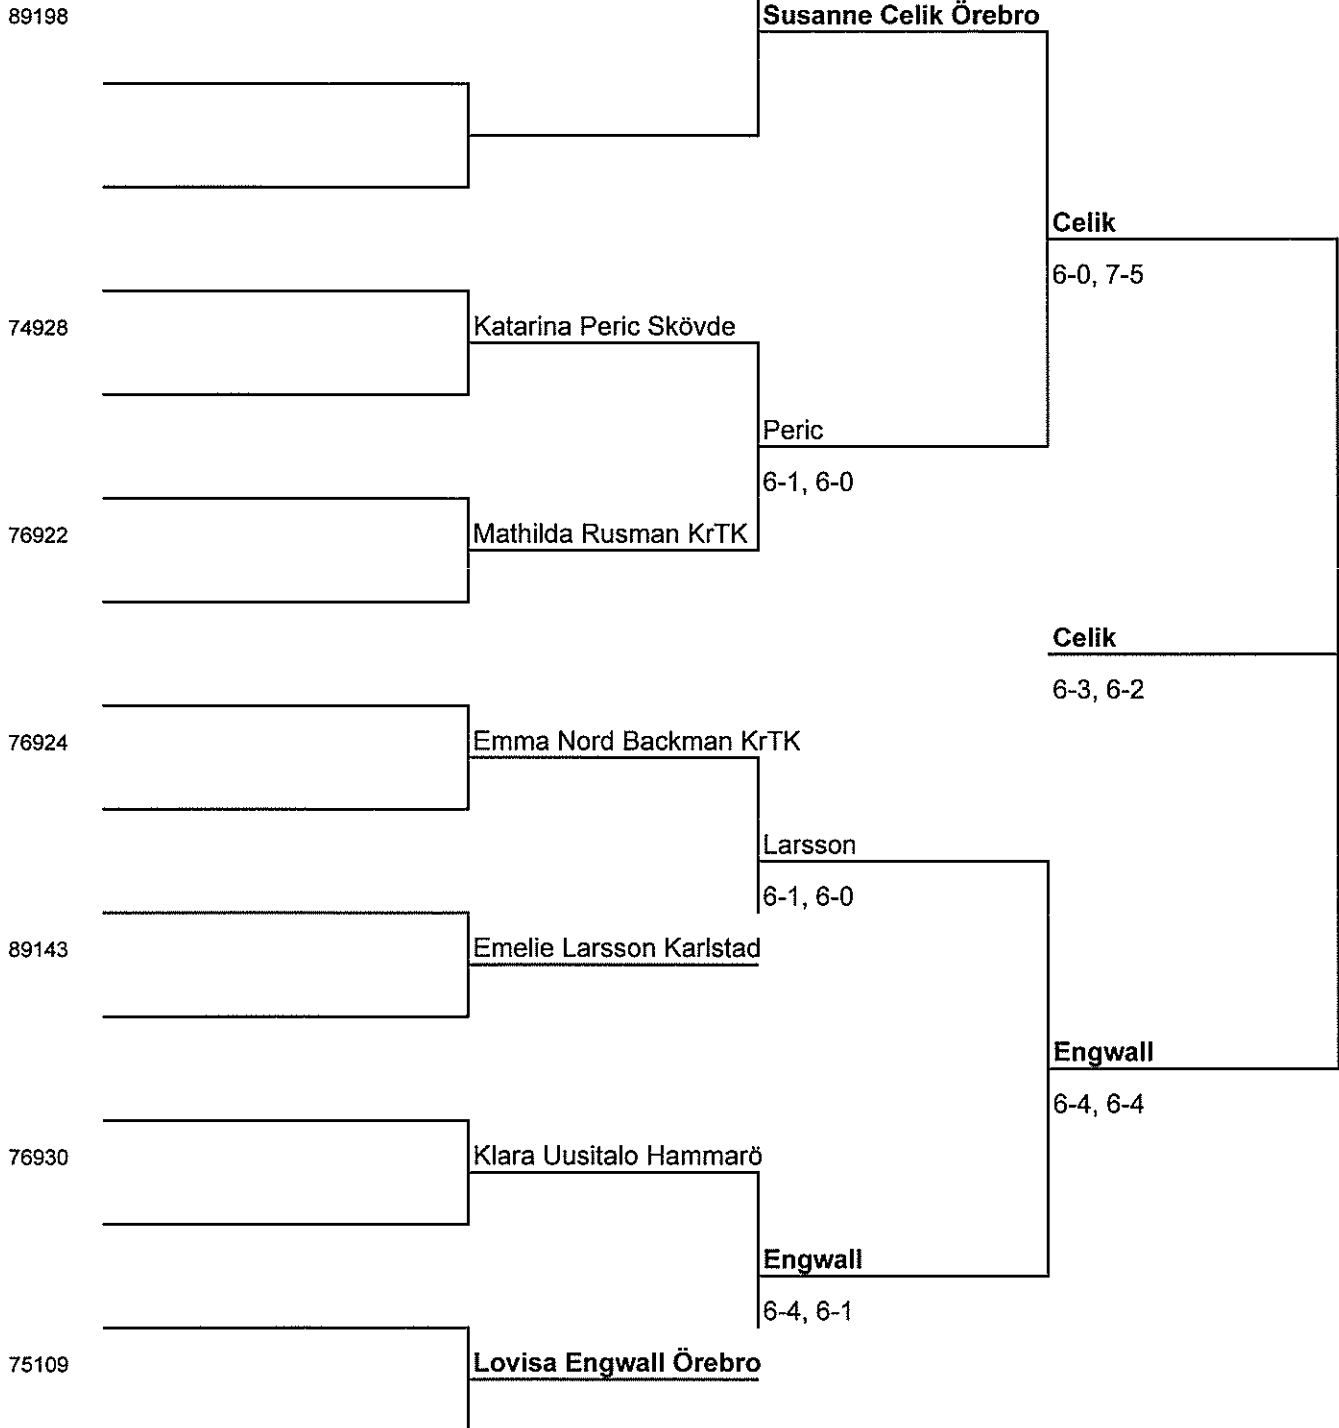 89198
Susanne Celik Örebro
Celik
6-0, 7-5
74928
Katarina Peric Skövde
Peric
6-1, 6-0
76922
Mathilda Rusman KrTK
Celik
6-3, 6-2
76924
Emma Nord Backman KrTK
Larsson
6-1, 6-0
89143
Emelie Larsson Karlstad
Engwall
6-4, 6-4
76930
Klara Uusitalo Hammarö
Engwall
6-4, 6-1
75109
Lovisa Engwall Örebro